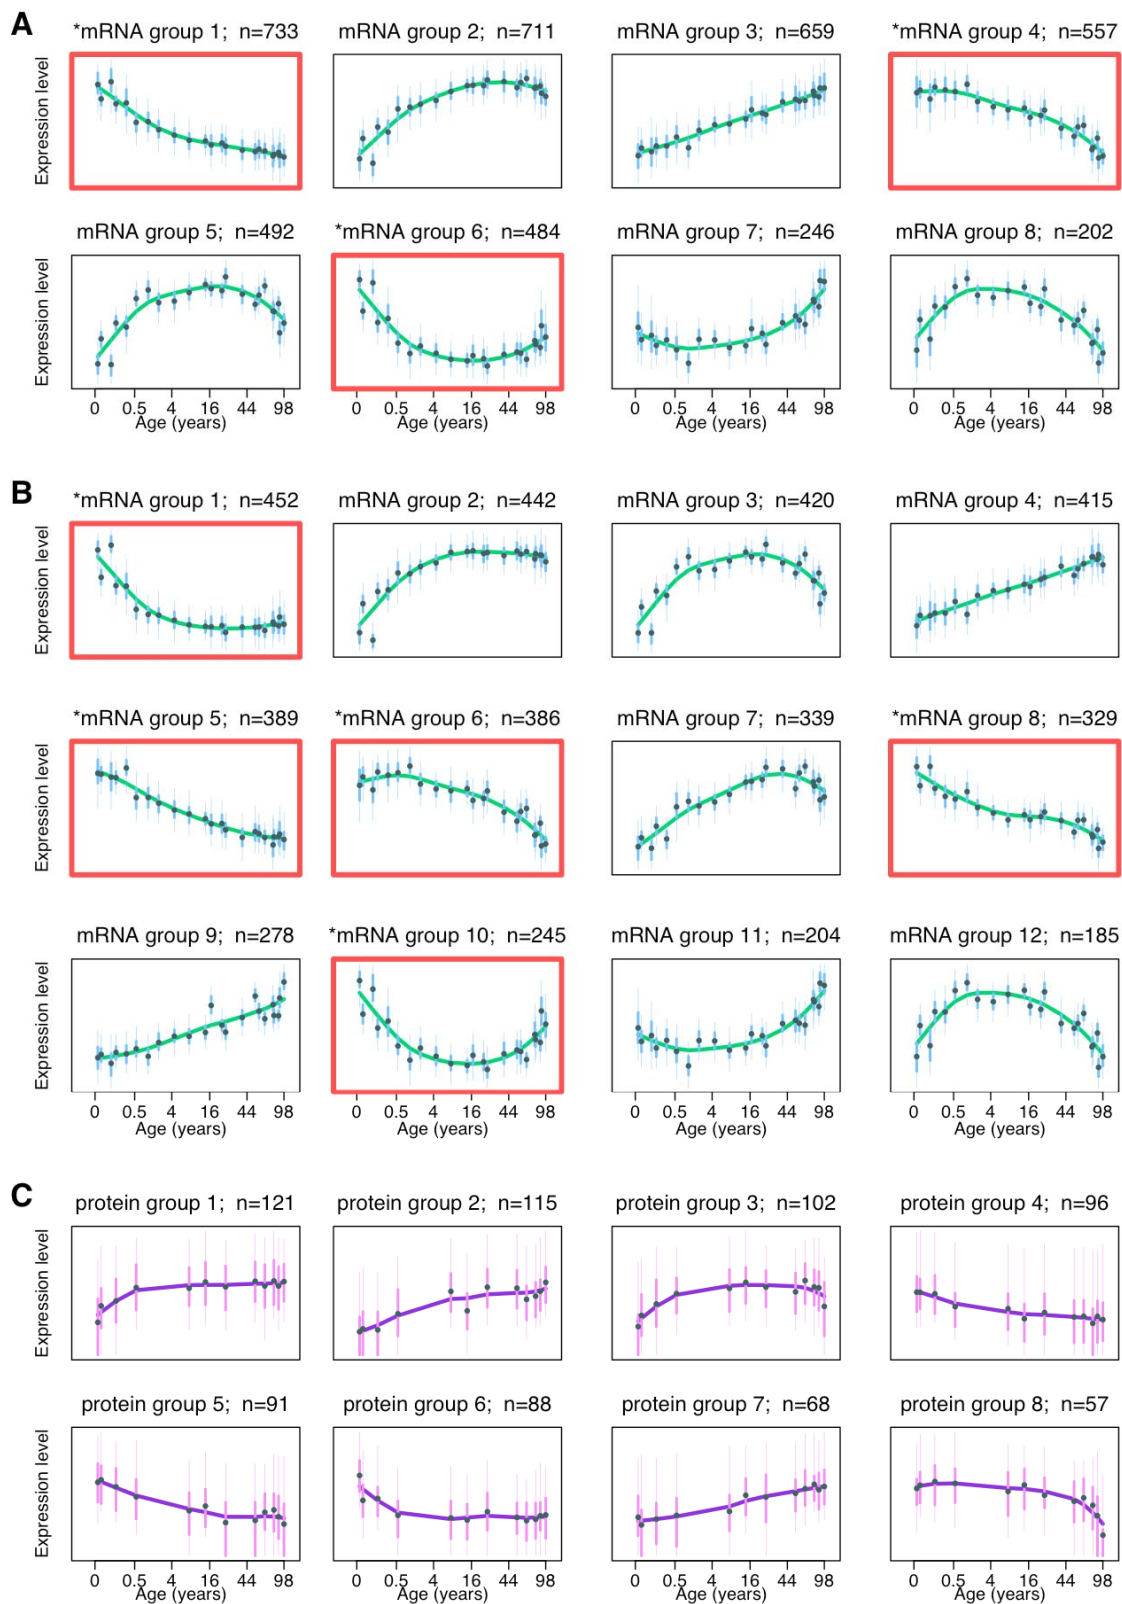 A
*mRNA group 1; n=733 mRNA group 2; n=711 mRNA group 3; n=659 *mRNA group 4; n=557
Expression level
mRNA group 5; n=492 *mRNA group 6; n=484 mRNA group 7; n=246 mRNA group 8; n=202
Expression level
0 0.5 4 16 44 98 0 0.5 4 16 44 98 0 0.5 4 16 44 98 0 0.5 4 16 44 98
Age (years) Age (years) Age (years) Age (years)
B
*mRNA group 1; n=452 mRNA group 2; n=442 mRNA group 3; n=420 mRNA group 4; n=415
Expression level
*mRNA group 5; n=389 *mRNA group 6; n=386 mRNA group 7; n=339 *mRNA group 8; n=329
Expression level
mRNA group 9; n=278 *mRNA group 10; n=245 mRNA group 11; n=204 mRNA group 12; n=185
Expression level
0 0.5 4 16 44 98 0 0.5 4 16 44 98 0 0.5 4 16 44 98 0 0.5 4 16 44 98
Age (years) Age (years) Age (years) Age (years)
C
protein group 1; n=121 protein group 2; n=115 protein group 3; n=102 protein group 4; n=96
Expression level
protein group 5; n=91 protein group 6; n=88 protein group 7; n=68 protein group 8; n=57
Expression level
0 0.5 4 16 44 98 0 0.5 4 16 44 98 0 0.5 4 16 44 98 0 0.5 4 16 44 98
Age (years) Age (years) Age (years) Age (years)